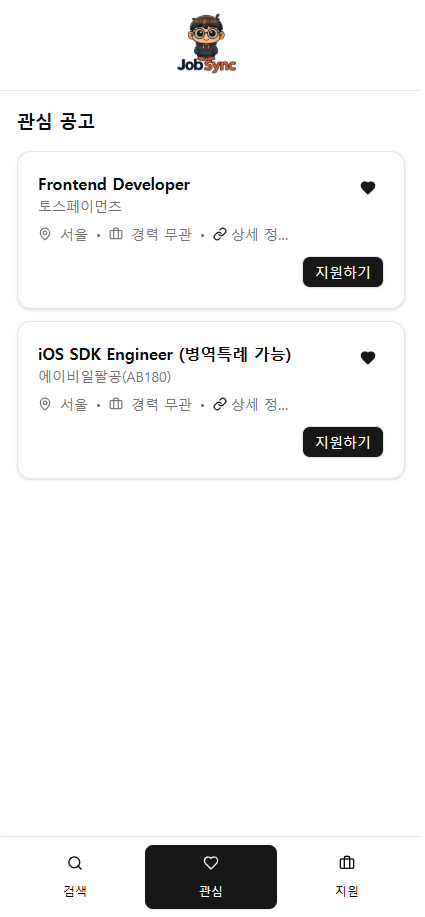 JobSync
관심 공고
Frontend Developer
토스페이먼츠
서울 • 경력 무관 • 상세 정...
지원하기
iOS SDK Engineer (병역특례 가능)
에이비일팔공(AB180)
서울 • 경력 무관 • 상세 정...
지원하기
검색 관심 지원